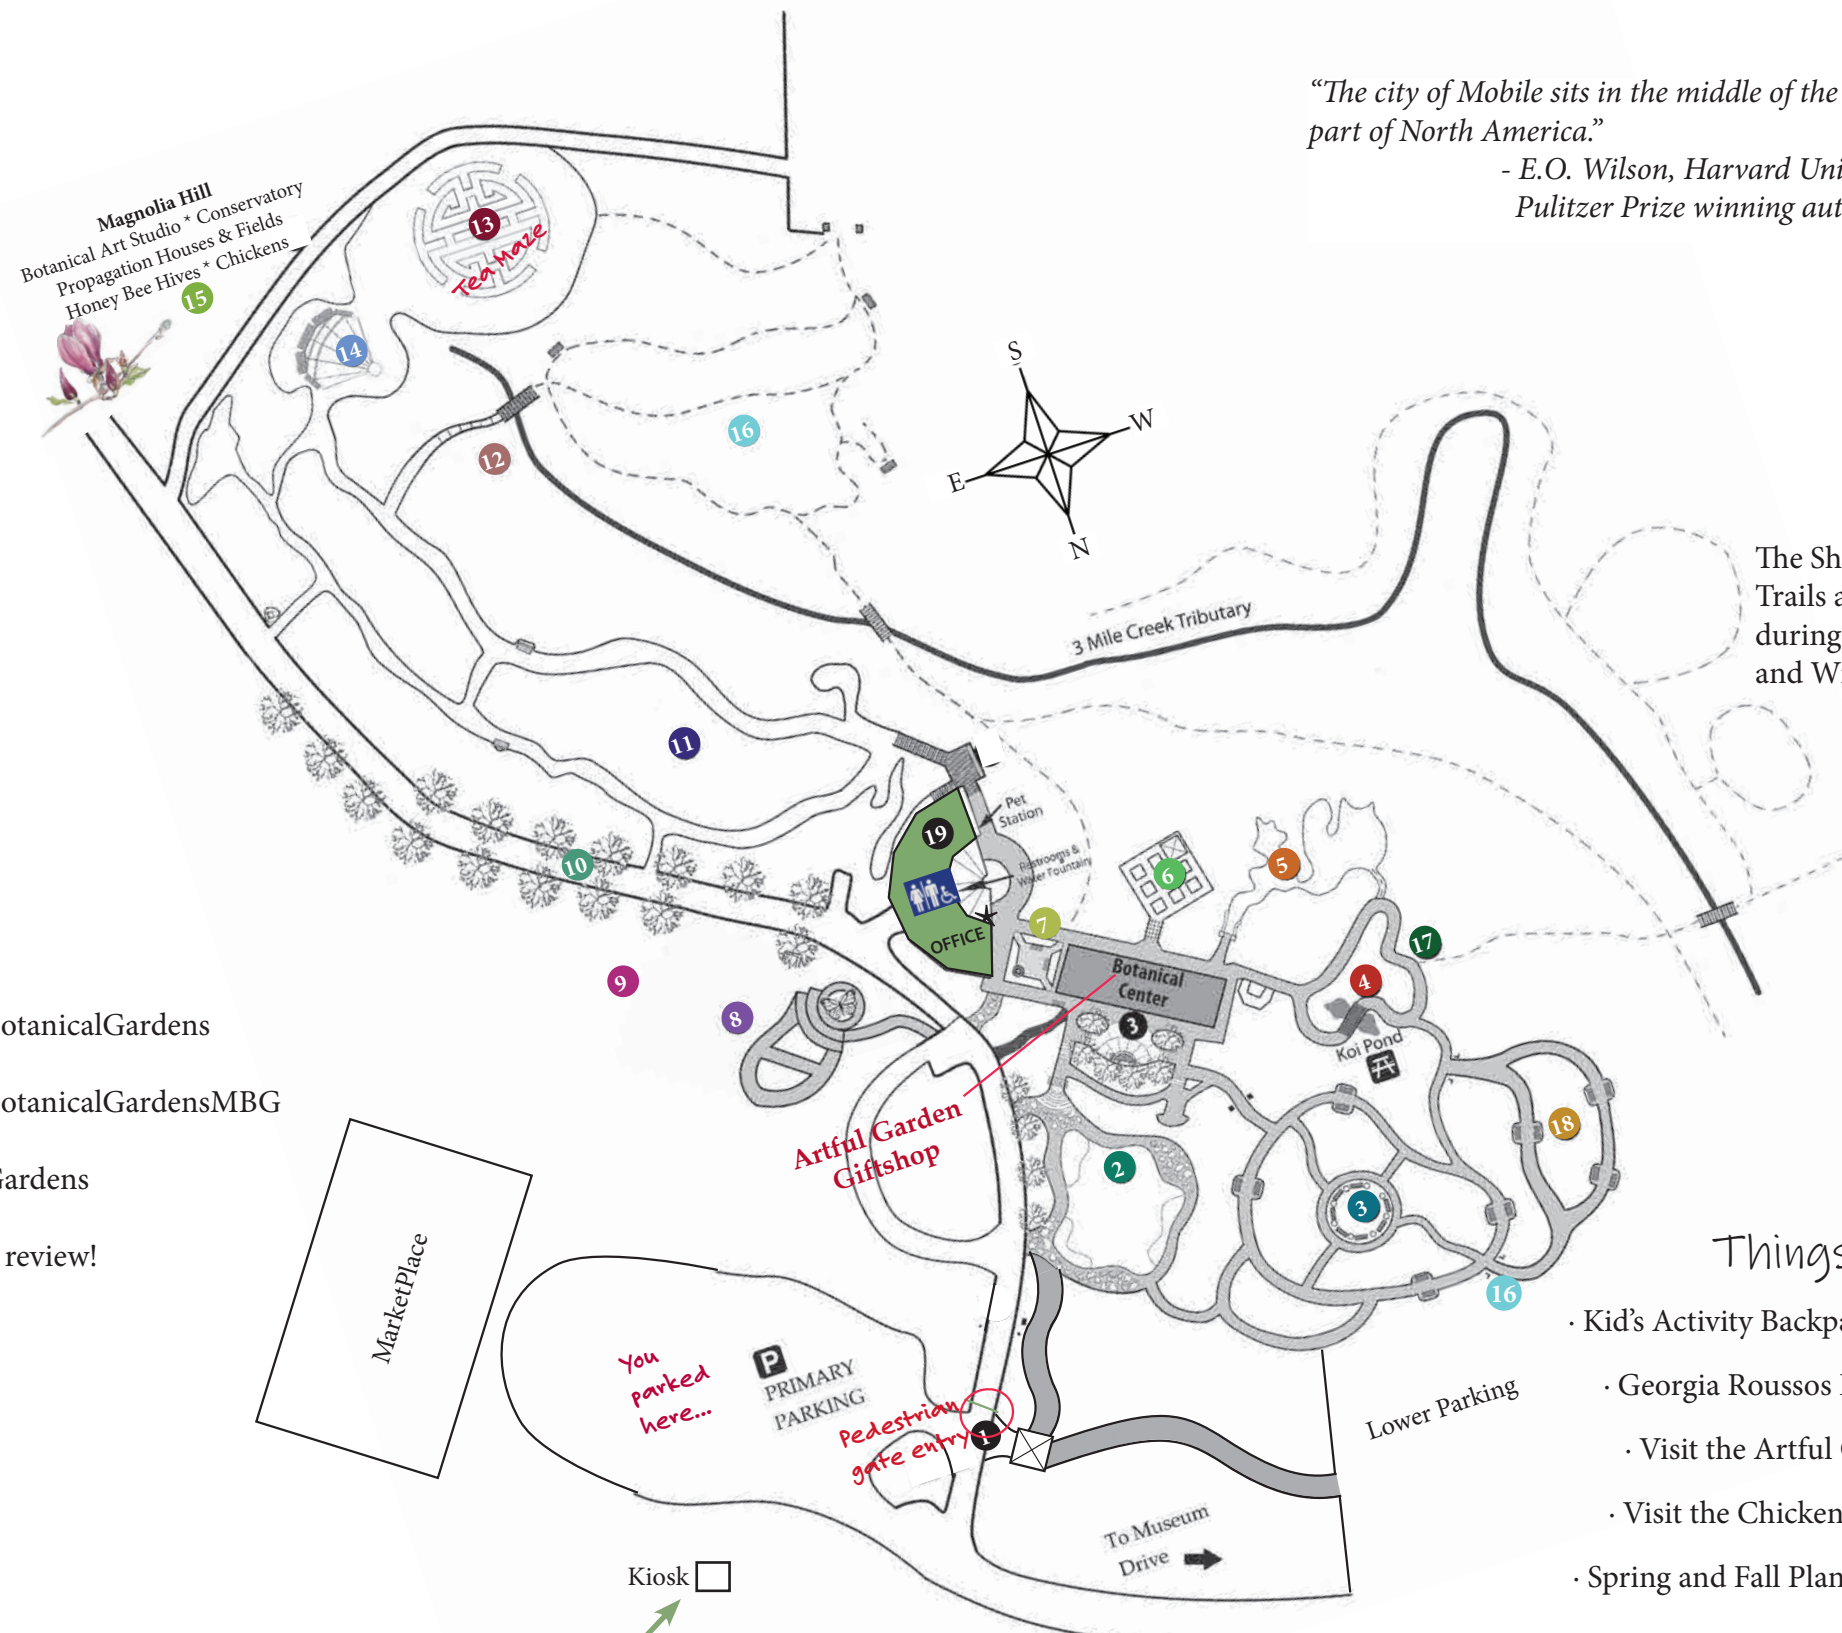 “The city of Mobile sits in the middle of the
part of North America.”
- E.O. Wilson, Harvard Uni
Pulitzer Prize winning aut
Magnolia Hill
Botanical Art Studio * Conservatory
Propagation Houses & Fields
Honey Bee Hives * Chickens
15
13
Tea Maze
14
12
16
S
W
E
N
The Sh
Trails a
during
and Wi
3 Mile Creek Tributary
11
10
9
8
Pet
Station
19
Restrooms &
Water Fountain
OFFICE
7
6
5
17
4
Botanical
Center
3
Koi Pond
18
2
3
16
otanicalGardens
otanicalGardensMBG
Gardens
review!
Artful Garden
Giftshop
MarketPlace
You
parked
here...
P
PRIMARY
PARKING
Pedestrian
gate entry
1
Lower Parking
To Museum
Drive
Kiosk
Things
· Kid’s Activity Backpa
· Georgia Roussos
· Visit the Artful
· Visit the Chicken
· Spring and Fall Plan